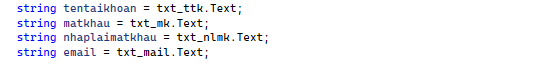 string tentaikhoan = txt_ttk.Text;
string matkhau = txt_mk.Text;
string nhaplaimatkhau = txt_nlmk.Text;
string email = txt_mail.Text;